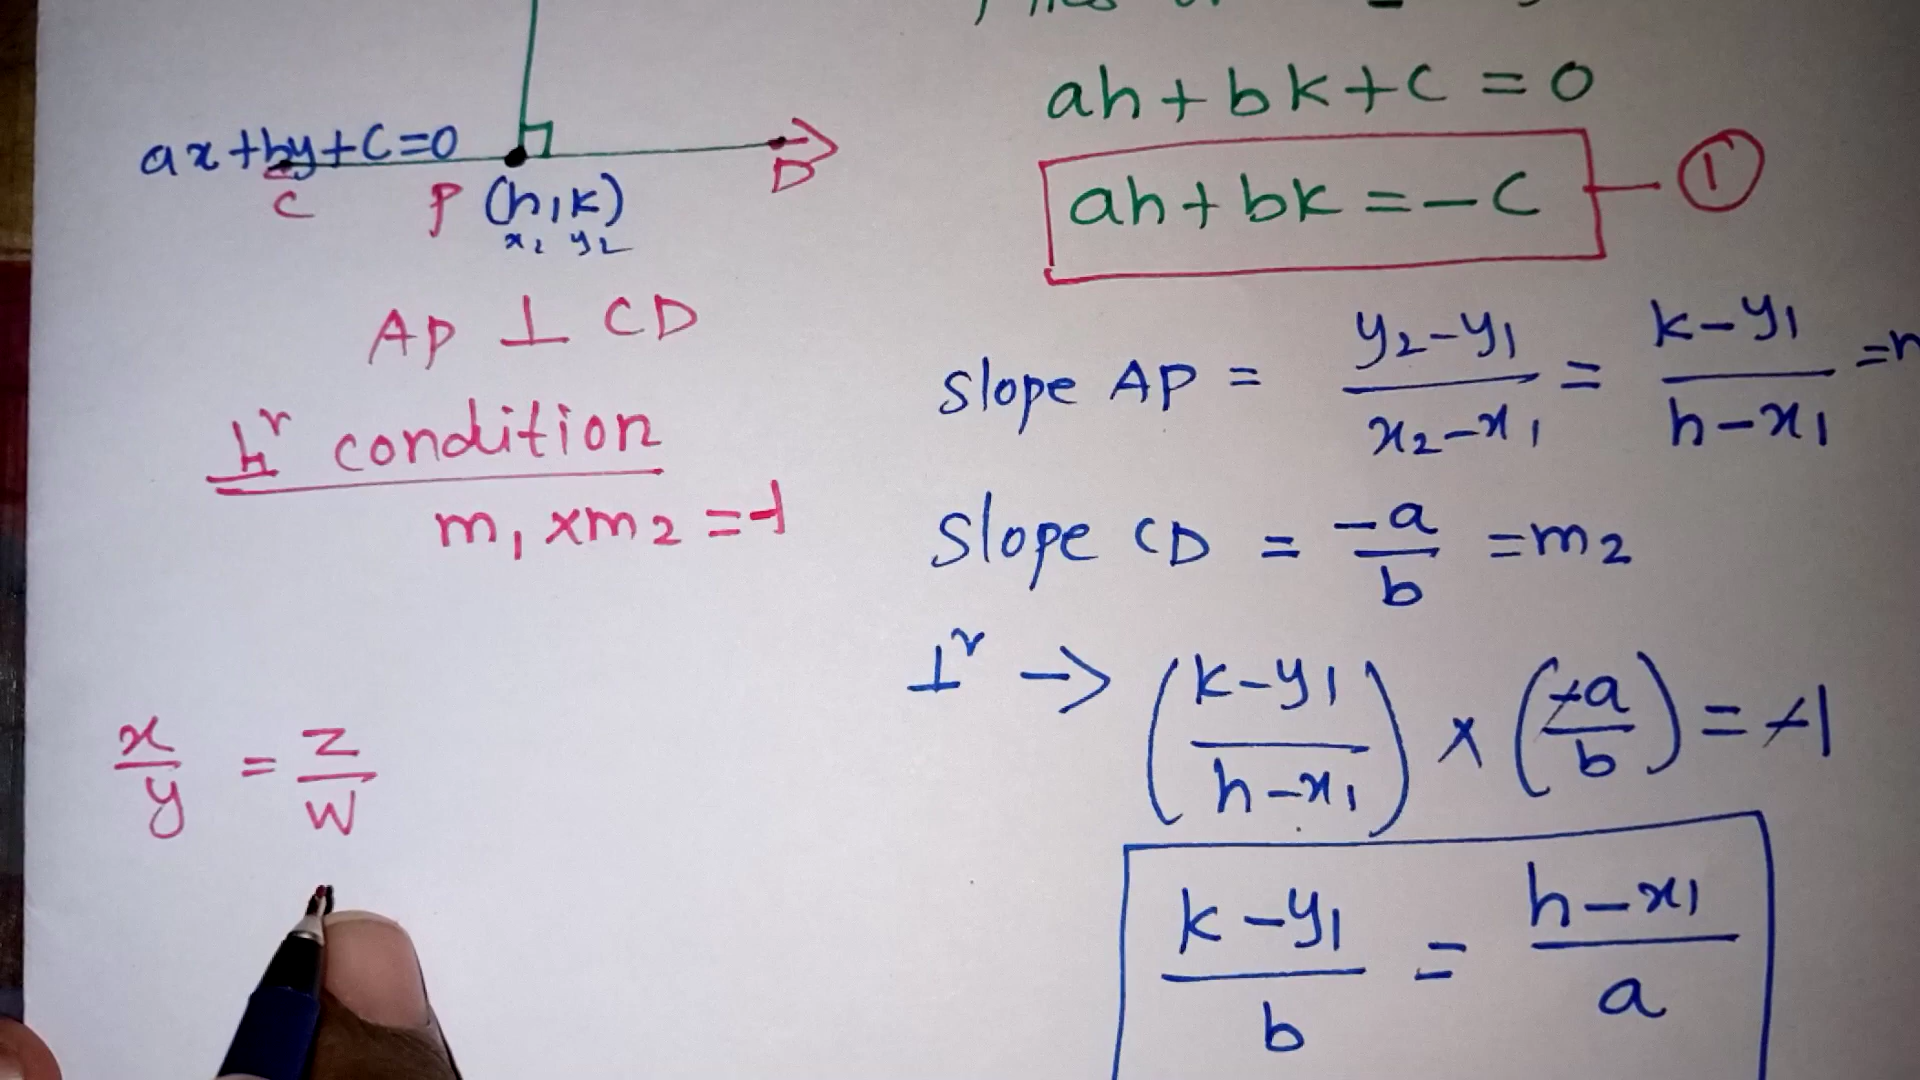 ax+by+c=0
C P (h,k) D
x₂ y₂
AP ⊥ CD
⊥ʳ condition
m₁ x m₂ = -1
x/y = z/w
ah + bk + c = 0
ah + bk = -c — ①
Slope AP = (y₂-y₁)/(x₂-x₁) = (k-y₁)/(h-x₁) =
Slope CD = -a/b = m₂
⊥ʳ → ((k-y₁)/(h-x₁)) x (-a/b) = -1
(k-y₁)/b = (h-x₁)/a